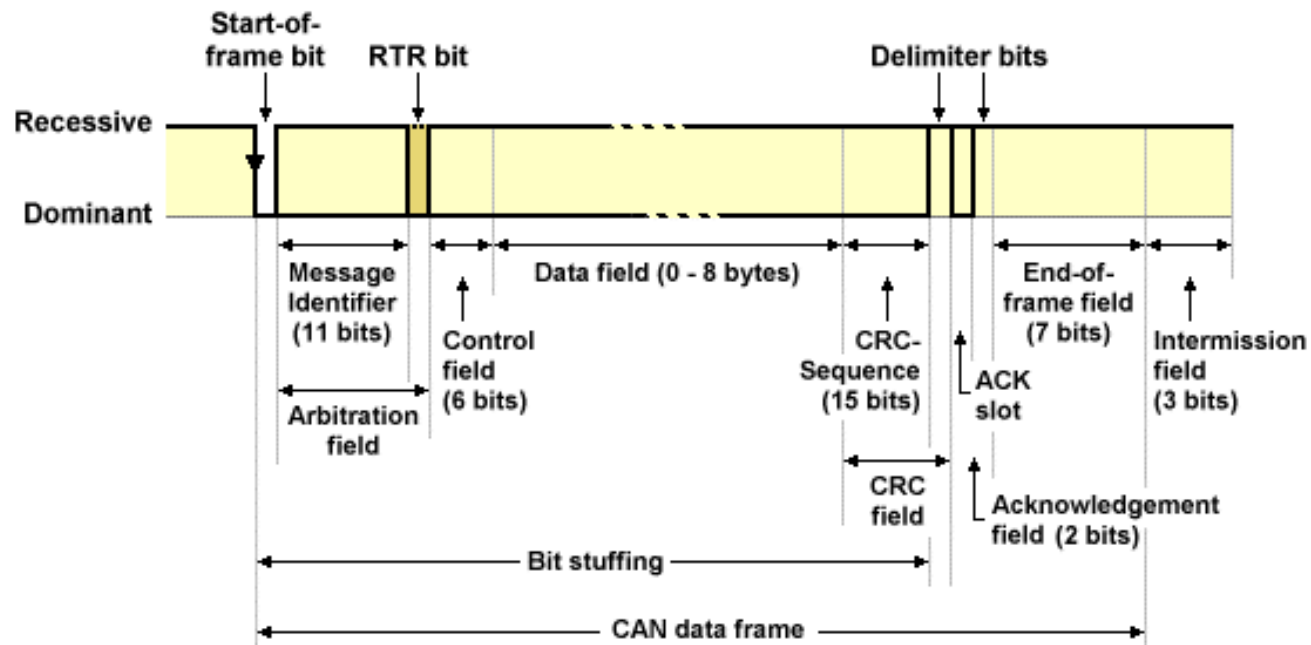 Start-of-
frame bit
RTR bit
Delimiter bits
Recessive
Dominant
Message
Identifier
(11 bits)
Data field (0 - 8 bytes)
End-of-
frame field
(7 bits)
Control
field
(6 bits)
CRC-
Sequence
(15 bits)
ACK
slot
Intermission
field
(3 bits)
Arbitration
field
CRC
field
Acknowledgement
field (2 bits)
Bit stuffing
CAN data frame